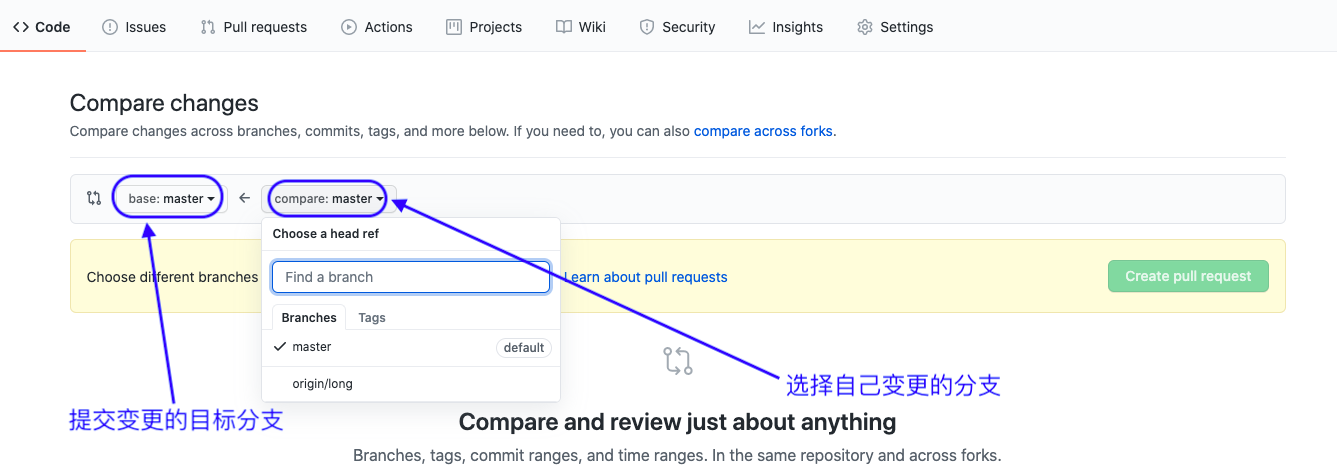 Code Issues Pull requests Actions Projects Wiki Security Insights Settings
Compare changes
Compare changes across branches, commits, tags, and more below. If you need to, you can also compare across forks.
base: master compare: master
Choose a head ref
Choose different branches Find a branch Learn about pull requests Create pull request
Branches Tags
master default
origin/long
选择自己变更的分支
提交变更的目标分支
Compare and review just about anything
Branches, tags, commit ranges, and time ranges. In the same repository and across forks.